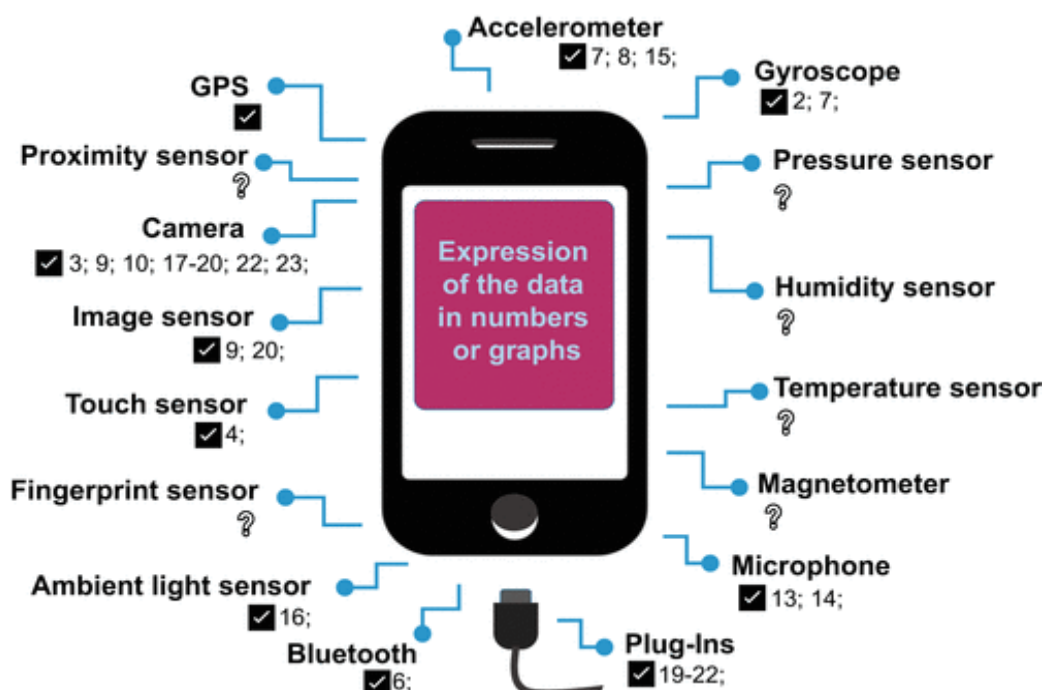 Accelerometer
☑ 7; 8; 15;
GPS
☑
Gyroscope
☑ 2; 7;
Proximity sensor
?
Pressure sensor
?
Camera
☑ 3; 9; 10; 17-20; 22; 23;
Expression
of the data
in numbers
or graphs
Humidity sensor
?
Image sensor
☑ 9; 20;
Temperature sensor
?
Touch sensor
☑ 4;
Magnetometer
?
Fingerprint sensor
?
Microphone
☑ 13; 14;
Ambient light sensor
☑ 16;
Bluetooth
☑ 6;
Plug-Ins
☑ 19-22;